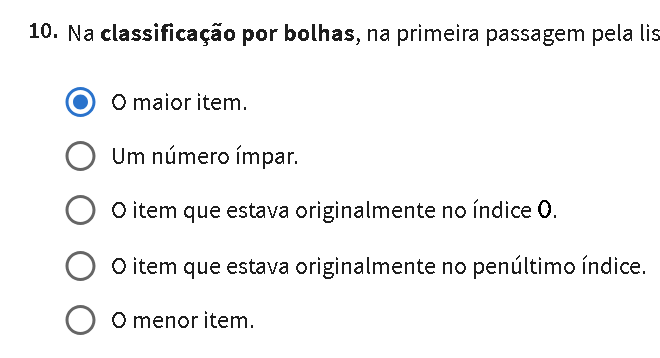 10. Na classificação por bolhas, na primeira passagem pela lis
O maior item.
Um número ímpar.
O item que estava originalmente no índice 0.
O item que estava originalmente no penúltimo índice.
O menor item.